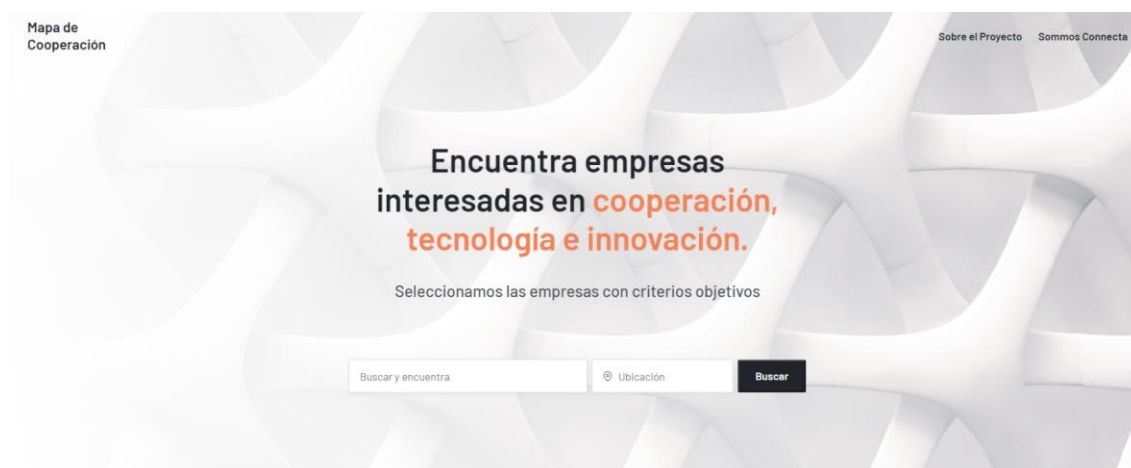 Mapa de
Cooperación
Sobre el Proyecto Sommos Connecta
Encuentra empresas
interesadas en cooperación,
tecnología e innovación.
Seleccionamos las empresas con criterios objetivos
Buscar y encuentra
Ubicación
Buscar